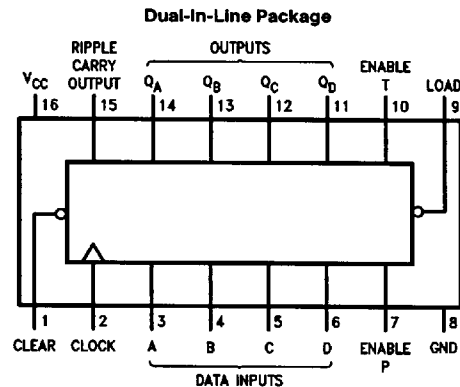 Dual-In-Line Package
RIPPLE CARRY OUTPUT
OUTPUTS
ENABLE T
VCC QA QB QC QD LOAD
16 15 14 13 12 11 10 9
1 2 3 4 5 6 7 8
CLEAR CLOCK A B C D ENABLE P GND
DATA INPUTS